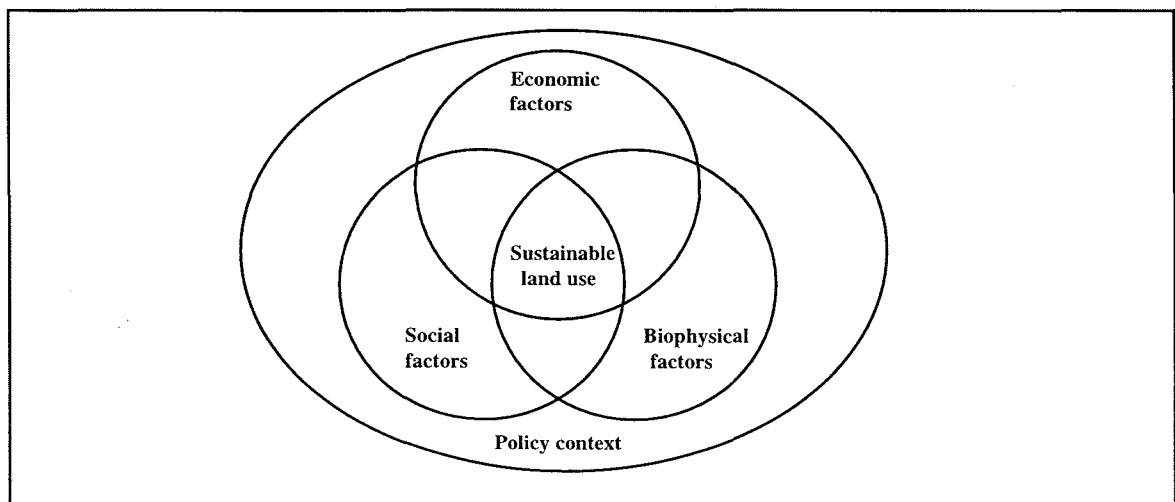 Economic
factors
Sustainable
land use
Social
factors
Biophysical
factors
Policy context